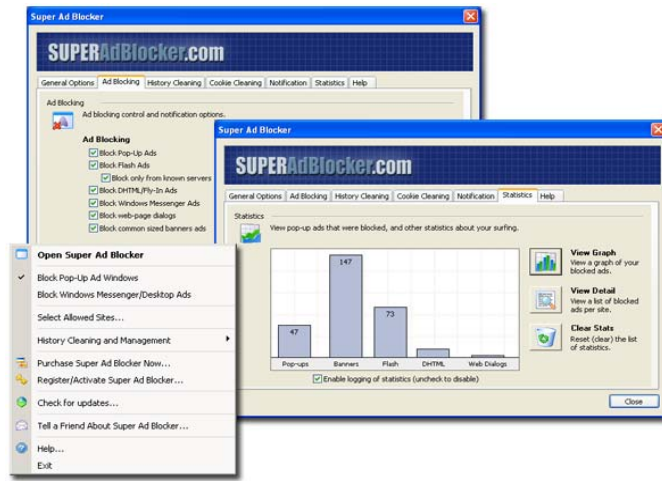 Super Ad Blocker
SUPERAdBlocker.com
General Options Ad Blocking History Cleaning Cookie Cleaning Notification Statistics Help
Ad Blocking
Ad blocking control and notification options.
Ad Blocking
Block Pop-Up Ads
Block Flash Ads
Block only from known servers
Block DHTML/Fly-In Ads
Block Windows Messenger Ads
Block web-page dialogs
Block common sized banners ads
Super Ad Blocker
SUPERAdBlocker.com
General Options Ad Blocking History Cleaning Cookie Cleaning Notification Statistics Help
Statistics
View pop-up ads that were blocked, and other statistics about your surfing.
147
73
47
Pop-ups Banners Flash DHTML Web Dialogs
Enable logging of statistics (uncheck to disable)
View Graph
View a graph of your
blocked ads.
View Detail
View a list of blocked
ads per site.
Clear Stats
Reset (clear) the list
of statistics.
Close
Open Super Ad Blocker
Block Pop-Up Ad Windows
Block Windows Messenger/Desktop Ads
Select Allowed Sites...
History Cleaning and Management
Purchase Super Ad Blocker Now...
Register/Activate Super Ad Blocker...
Check for updates...
Tell a Friend About Super Ad Blocker...
Help...
Exit